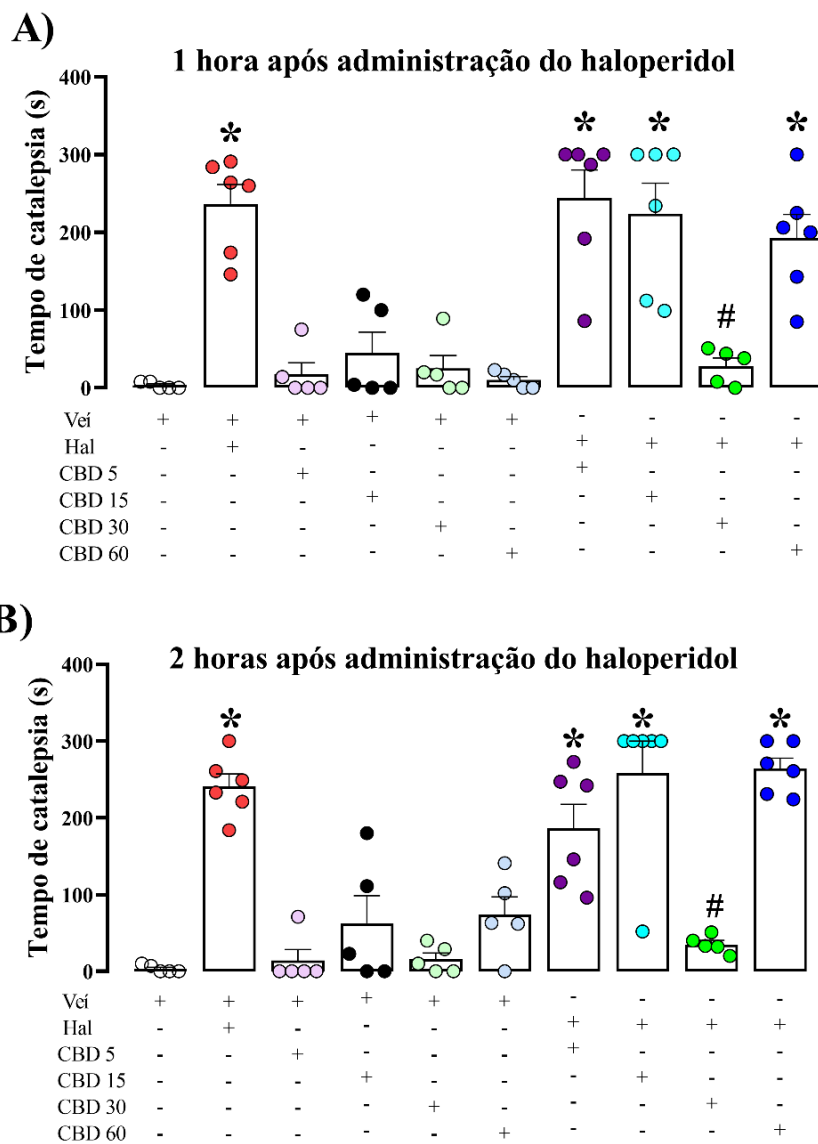 A)
1 hora após administração do haloperidol
Tempo de catalepsia (s)
400
300
200
100
0
* * * # *
Veí + + + + + + - - - -
Hal - + - - - - + + + +
CBD 5 - - + - - - + - - -
CBD 15 - - - + - - - + - -
CBD 30 - - - - + - - - + -
CBD 60 - - - - - + - - - +
B)
2 horas após administração do haloperidol
Tempo de catalepsia (s)
400
300
200
100
0
* * * # *
Veí + + + + + + - - - -
Hal - + - - - - + + + +
CBD 5 - - + - - - + - - -
CBD 15 - - - + - - - + - -
CBD 30 - - - - + - - - + -
CBD 60 - - - - - + - - - +